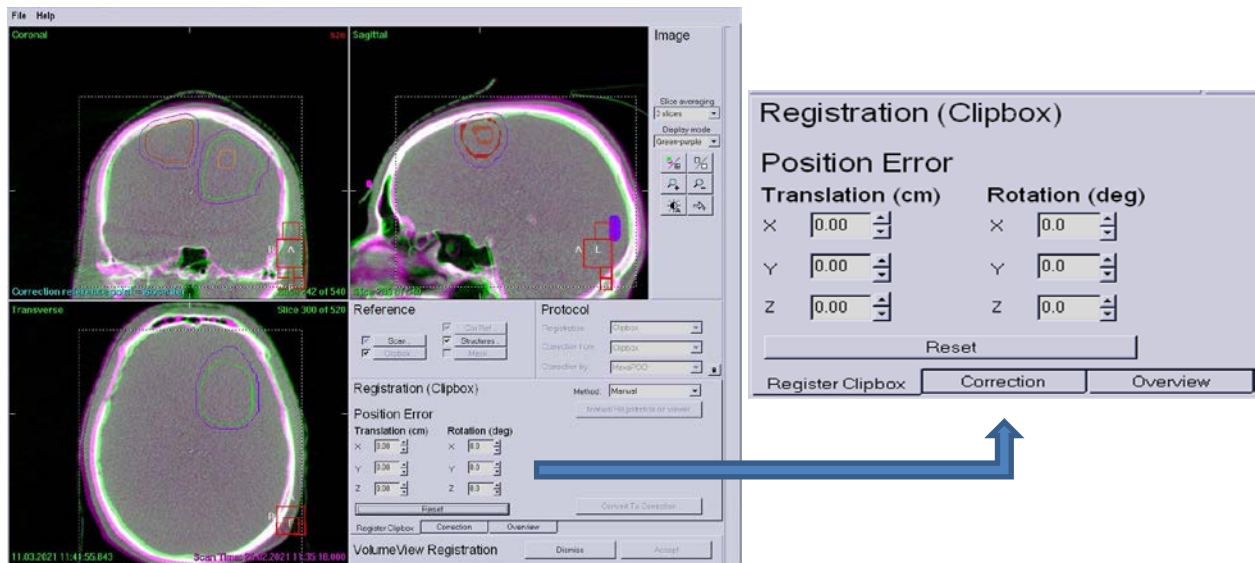 File Help
Coronal
Sagittal
Image
Slice averaging
3 slices
Display mode
Green-purple
R A
A L
42 of 540
Transverse
Slice 300 of 520
R
11.03.2021 11:41:55.843
Reference
Scan...
Clipbox...
Structures...
Mask
Protocol
Registration:
Clipbox
Clipbox
Correction by:
HexaPOD
Registration (Clipbox)
Method:
Manual
Position Error
Translation (cm) Rotation (deg)
X 0.00 X 0.0
Y 0.00 Y 0.0
Z 0.00 Z 0.0
Reset
Convert To Correction
Register Clipbox Correction Overview
VolumeView Registration
Dismiss
Accept
Registration (Clipbox)
Position Error
Translation (cm) Rotation (deg)
X 0.00 X 0.0
Y 0.00 Y 0.0
Z 0.00 Z 0.0
Reset
Register Clipbox Correction Overview